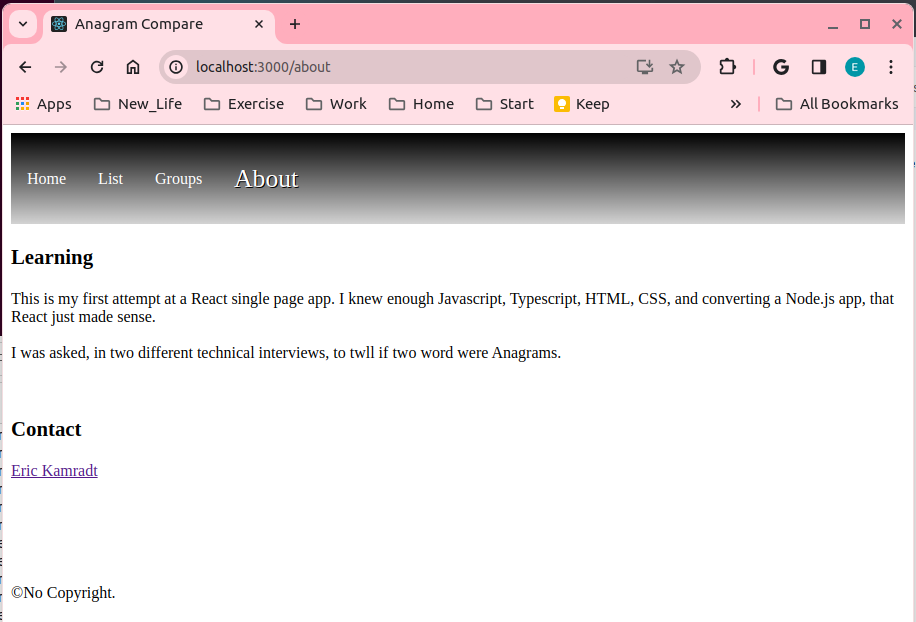 Anagram Compare
localhost:3000/about
E
Apps New_Life Exercise Work Home Start Keep » All Bookmarks
Home List Groups About
Learning
This is my first attempt at a React single page app. I knew enough Javascript, Typescript, HTML, CSS, and converting a Node.js app, that
React just made sense.
I was asked, in two different technical interviews, to twll if two word were Anagrams.
Contact
Eric Kamradt
©No Copyright.